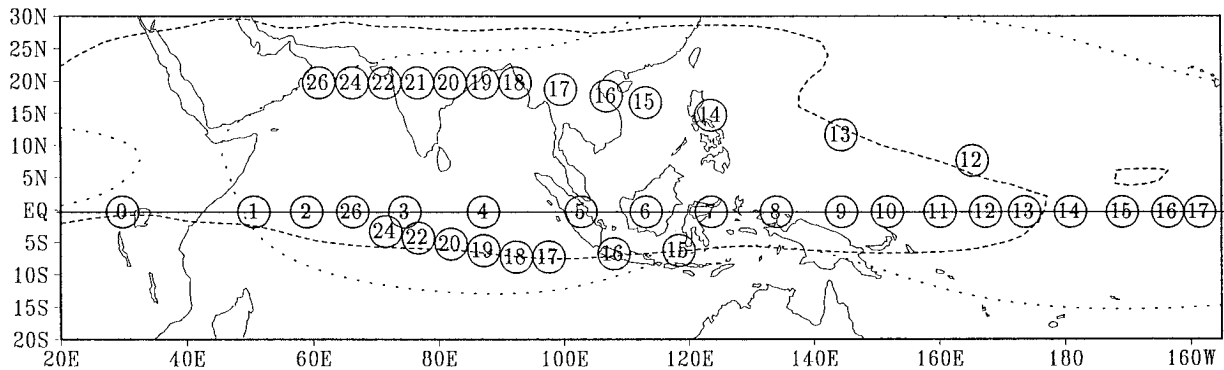 30N
25N
20N 26 24 22 21 20 19 18 17
16 15
15N 14
13
10N
12
5N
EQ 0 1 2 26 3 4 5 6 7 8 9 10 11 12 13 14 15 16 17
24 22
5S 20 19 18 17 16 15
10S
15S
20S
20E 40E 60E 80E 100E 120E 140E 160E 180 160W